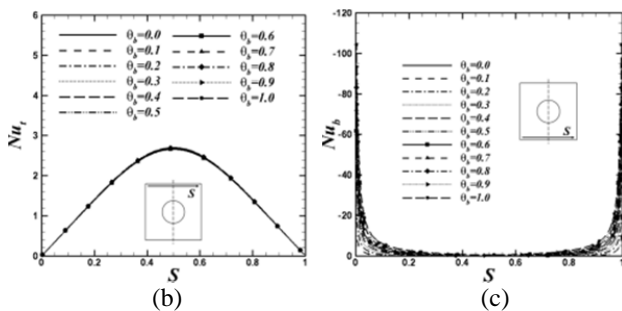 6
5
4
3
2
1
0
Nu_t
θ_b=0.0
θ_b=0.1
θ_b=0.2
θ_b=0.3
θ_b=0.4
θ_b=0.5
θ_b=0.6
θ_b=0.7
θ_b=0.8
θ_b=0.9
θ_b=1.0
S
0 0.2 0.4 0.6 0.8 1
S
(b)
-120
-100
-80
-60
-40
-20
0
Nu_b
θ_b=0.0
θ_b=0.1
θ_b=0.2
θ_b=0.3
θ_b=0.4
θ_b=0.5
θ_b=0.6
θ_b=0.7
θ_b=0.8
θ_b=0.9
θ_b=1.0
S
0 0.2 0.4 0.6 0.8 1
S
(c)